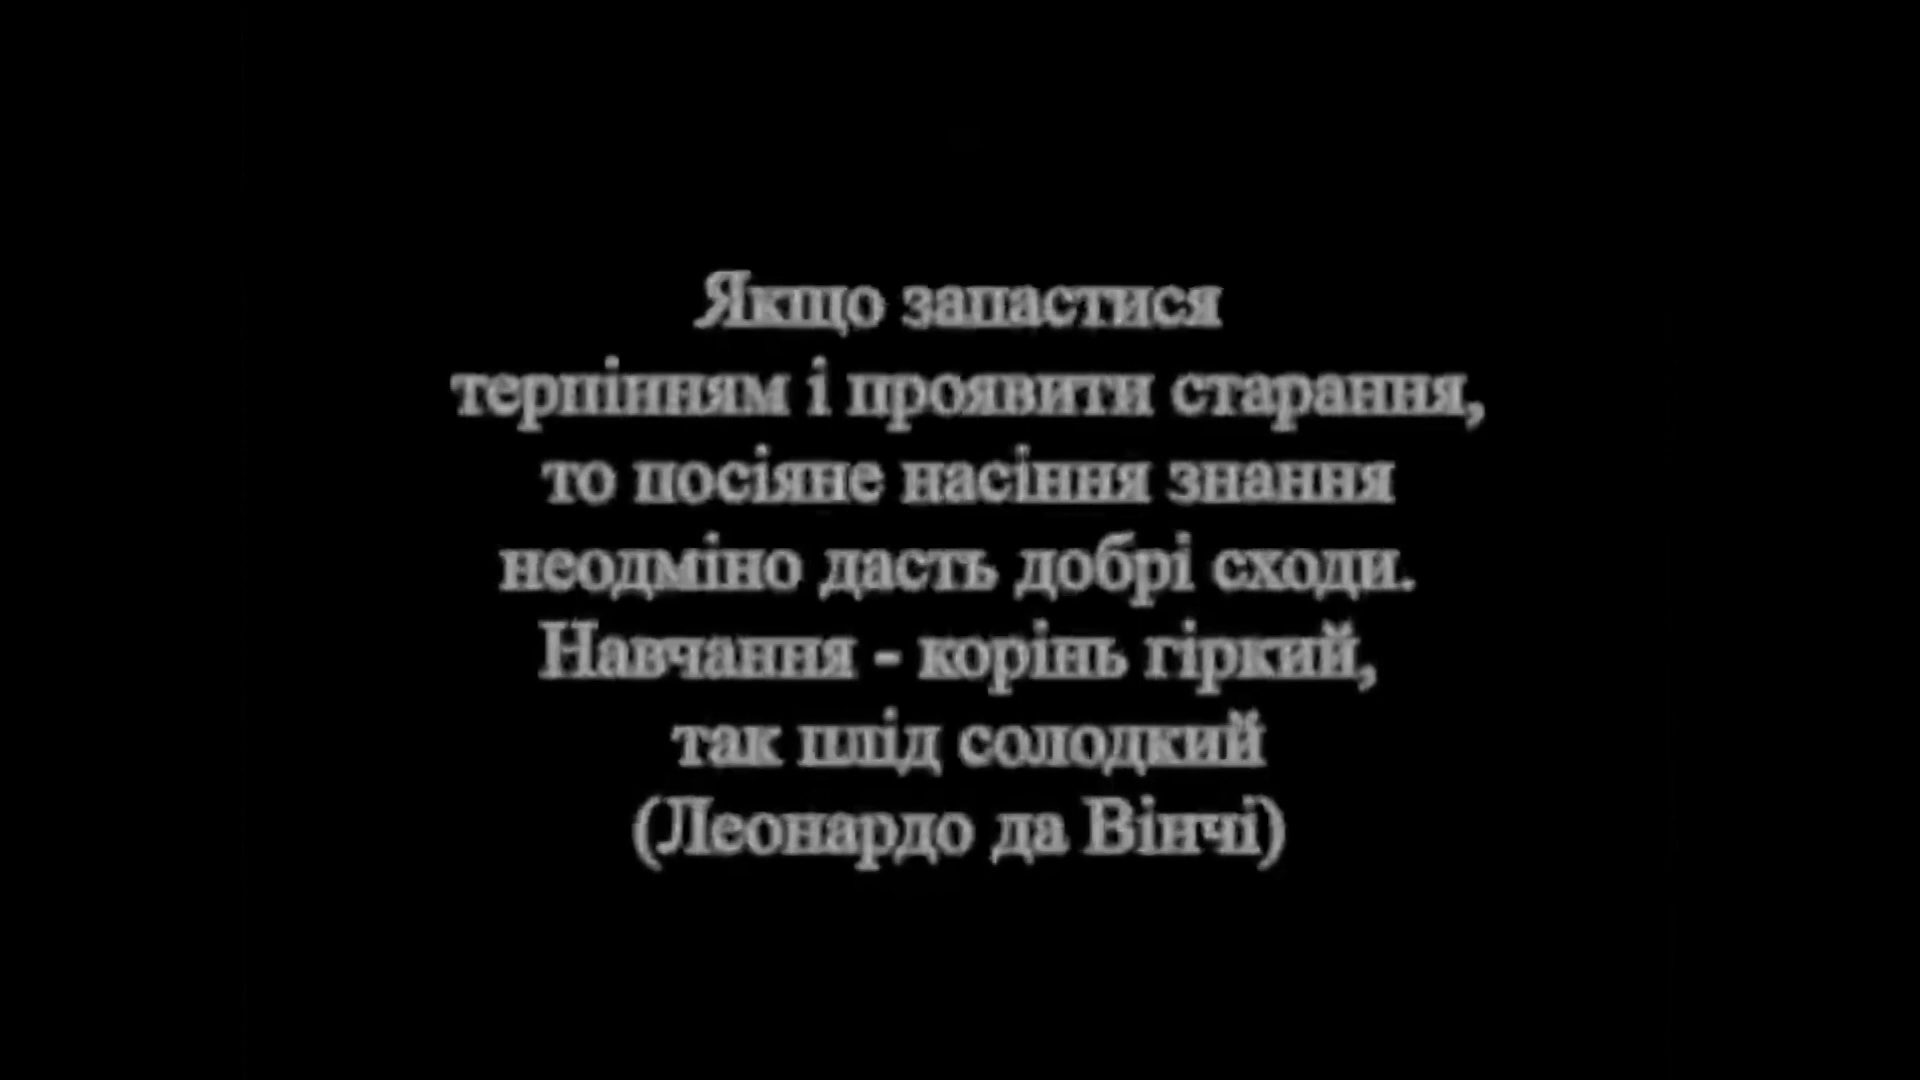 Якщо запастися
терпінням і проявити старання,
то посіяне насіння знання
неодміно дасть добрі сходи.
Навчання - корінь гіркий,
так плід солодкий
(Леонардо да Вінчі)